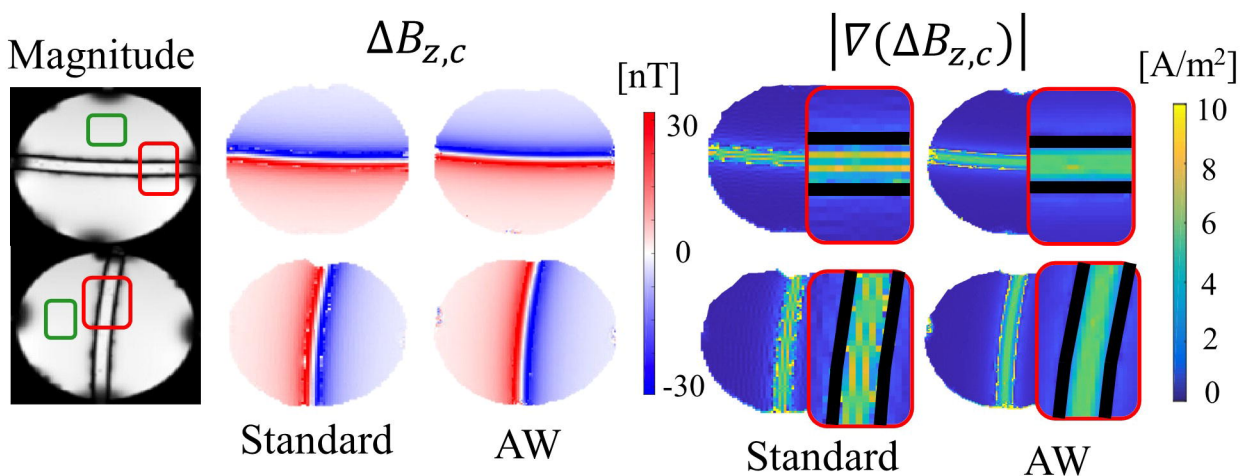 Magnitude
ΔB_{z,c}
[nT]
30
0
-30
|∇(ΔB_{z,c})|
[A/m²]
10
8
6
4
2
0
Standard
AW
Standard
AW